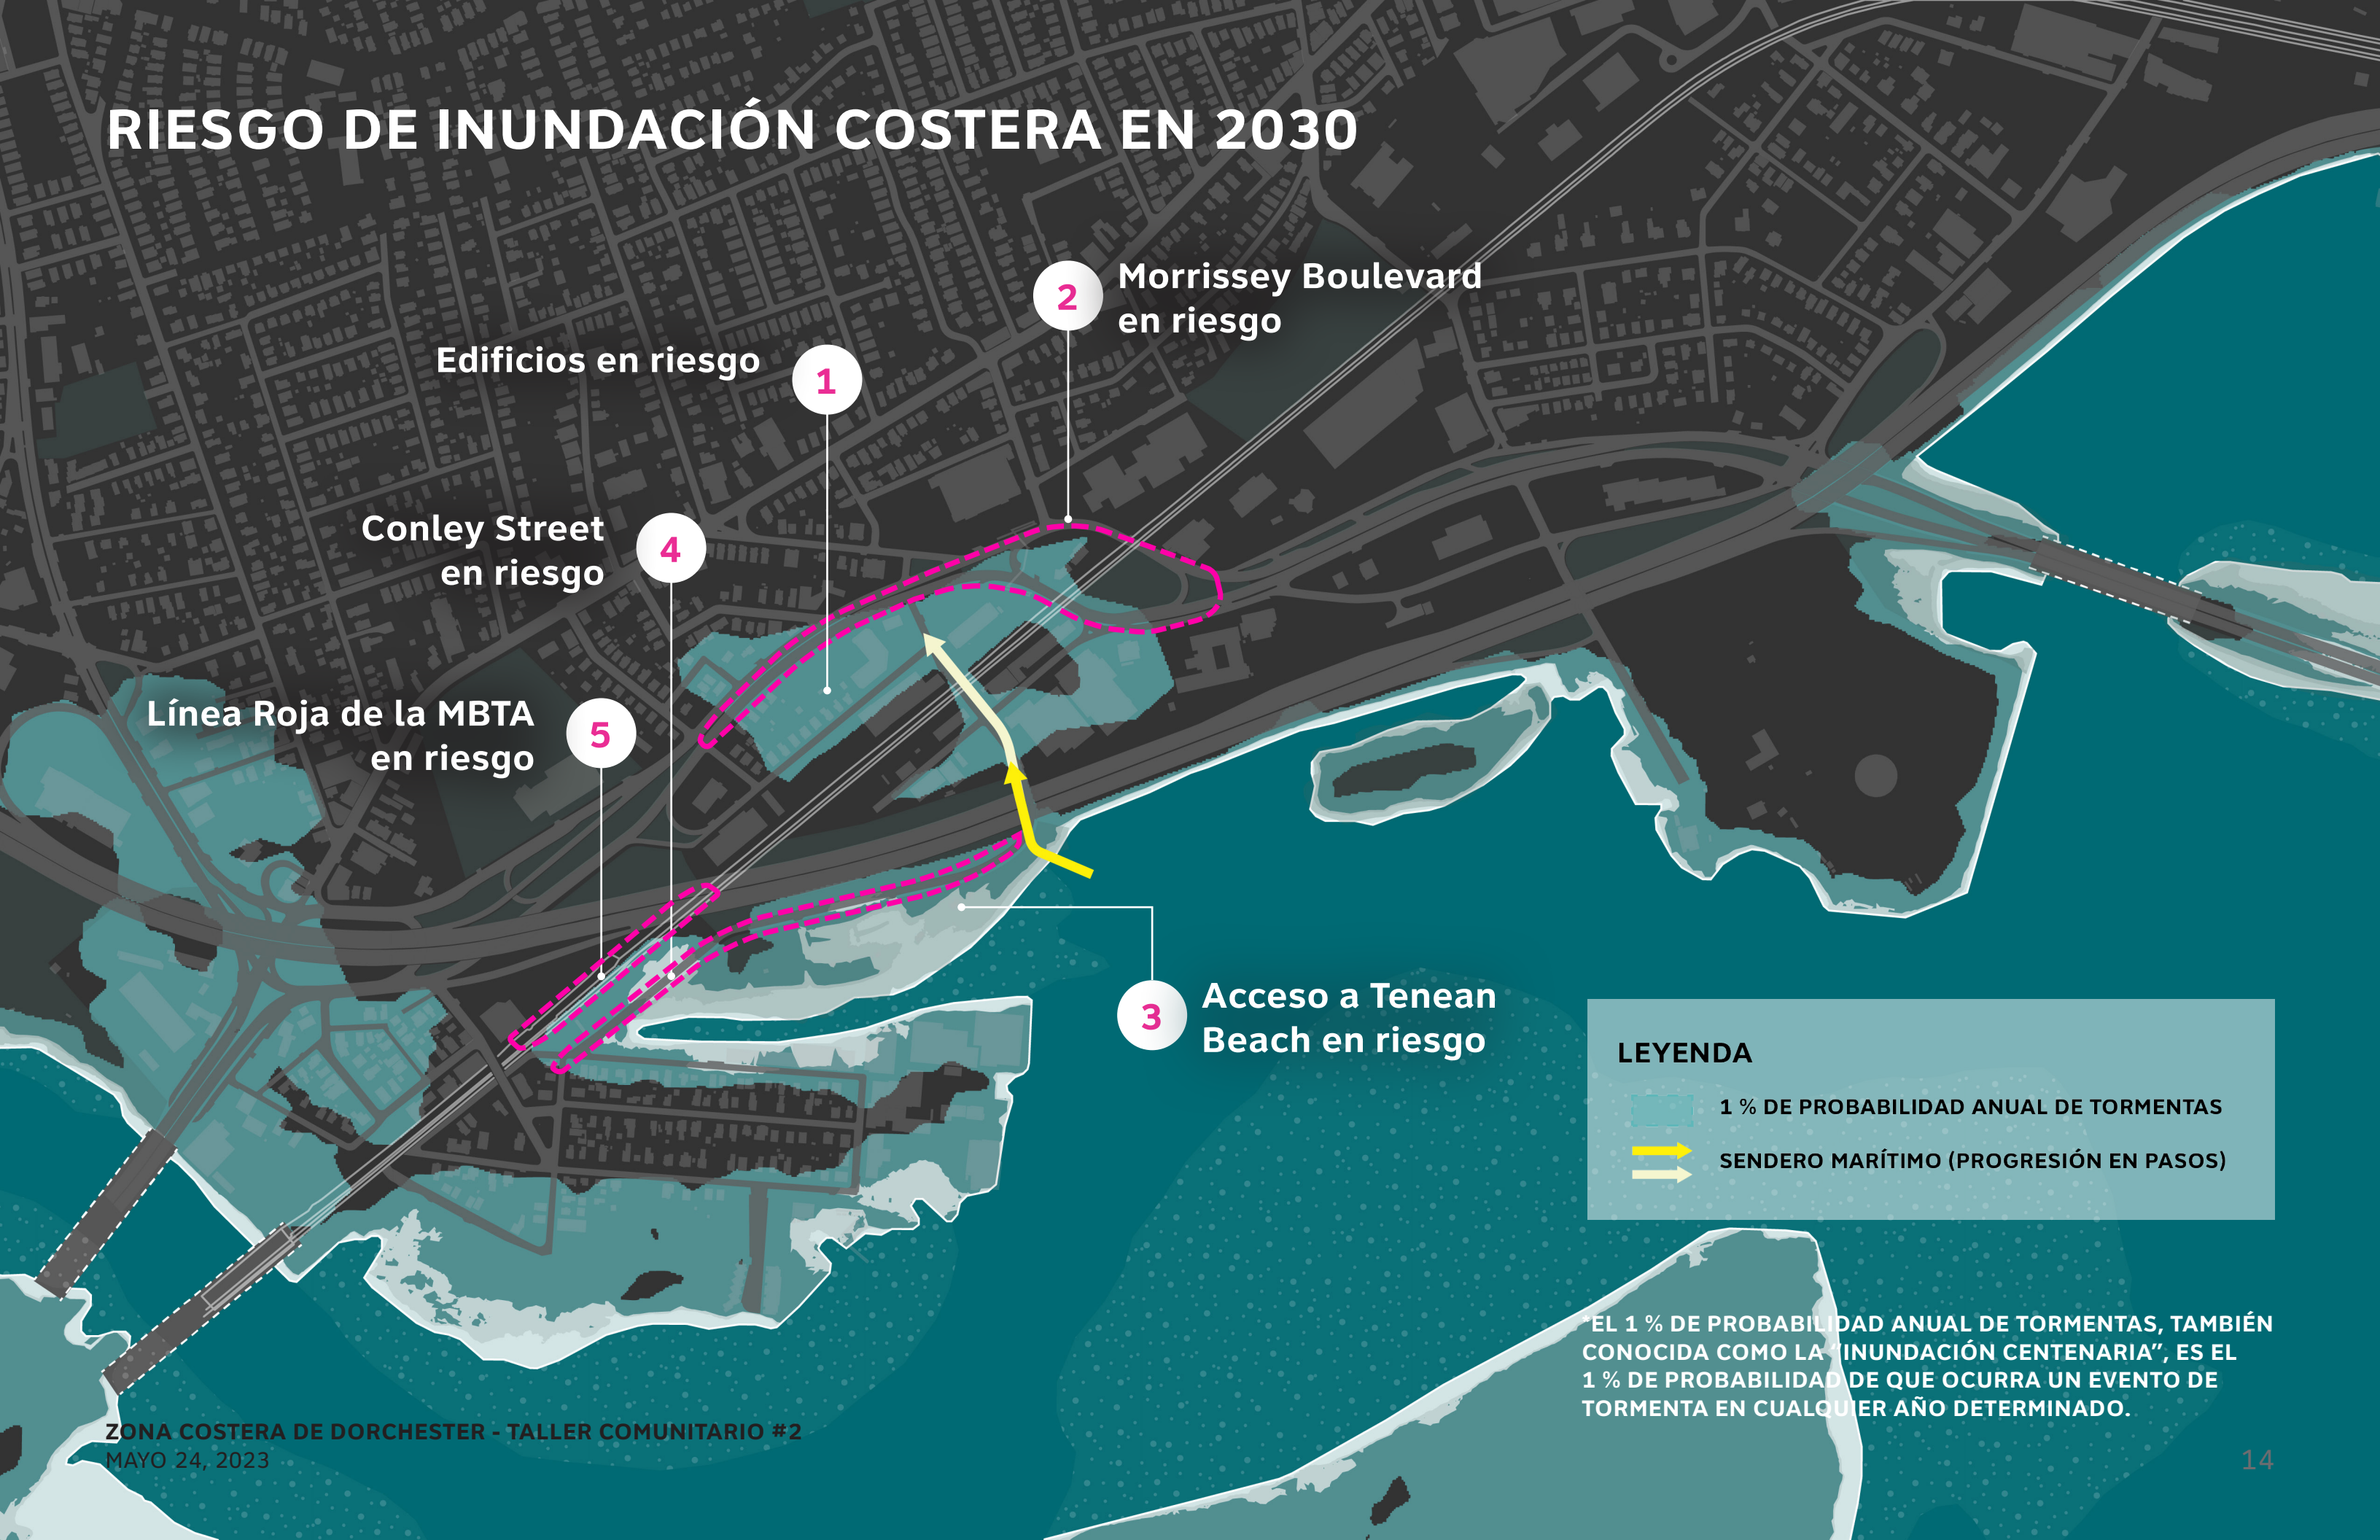 RIESGO DE INUNDACIÓN COSTERA EN 2030
2
Morrissey Boulevard
en riesgo
Edificios en riesgo
1
Conley Street
en riesgo
4
Línea Roja de la MBTA
en riesgo
5
3
Acceso a Tenean
Beach en riesgo
LEYENDA
1 % DE PROBABILIDAD ANUAL DE TORMENTAS
SENDERO MARÍTIMO (PROGRESIÓN EN PASOS)
*EL 1 % DE PROBABILIDAD ANUAL DE TORMENTAS, TAMBIÉN
CONOCIDA COMO LA “INUNDACIÓN CENTENARIA”, ES EL
1 % DE PROBABILIDAD DE QUE OCURRA UN EVENTO DE
TORMENTA EN CUALQUIER AÑO DETERMINADO.
ZONA COSTERA DE DORCHESTER - TALLER COMUNITARIO #2
MAYO 24, 2023
14